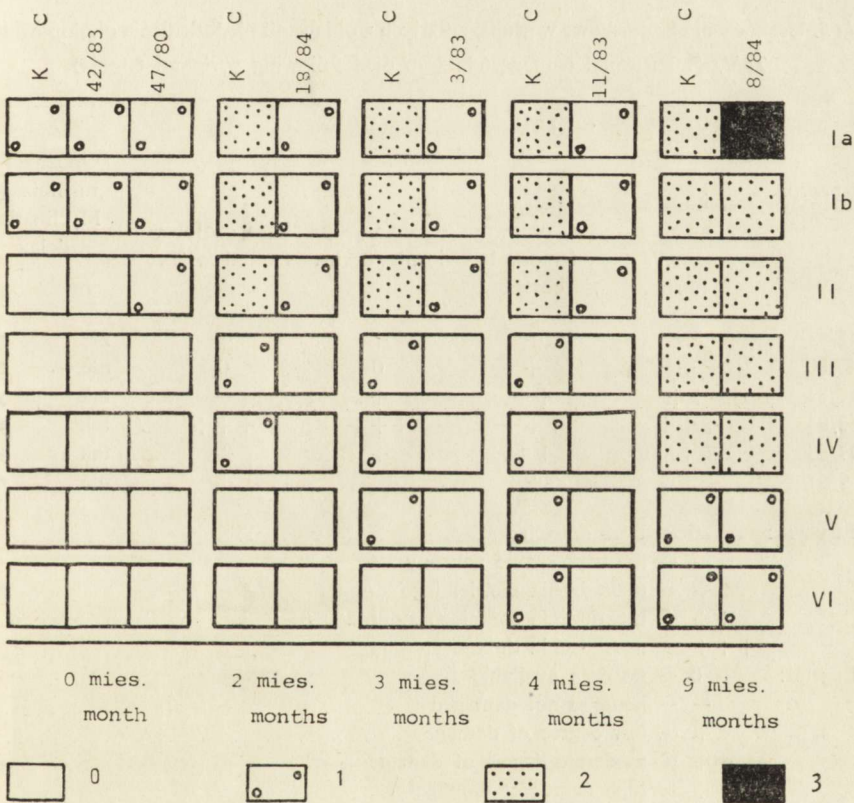 C C C C C
K 42/83 47/80 K 19/84 K 3/83 K 11/83 K 8/84
Ia
Ib
II
III
IV
V
VI
0 mies. 2 mies. 3 mies. 4 mies. 9 mies.
month months months months months
0 1 2 3